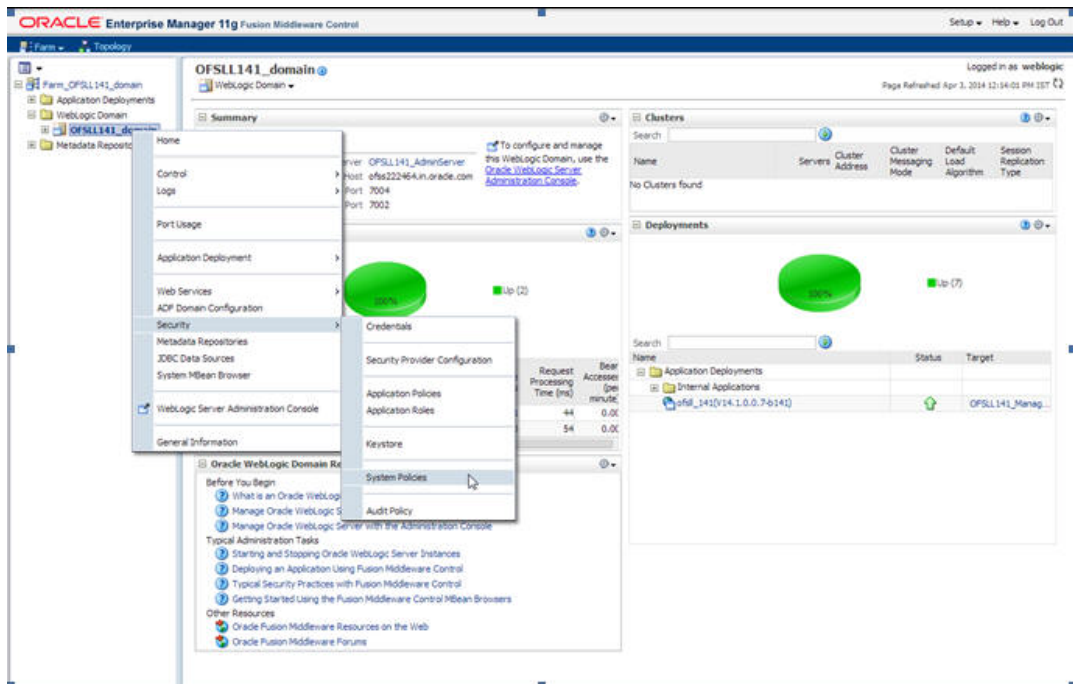 ORACLE Enterprise Manager 11g Fusion Middleware Control
Setup Help Log Out
Farm Topology
Farm_OFSLL141_domain
Application Deployments
WebLogic Domain
OFSLL141_domain
Metadata Reposito
OFSLL141_domain
WebLogic Domain
Logged in as weblogic
Page Refreshed Apr 3, 2014 12:14:01 PM IST
Home
Control
Logs
Port Usage
Application Deployment
Web Services
ADF Domain Configuration
Security
Metadata Repositories
JDBC Data Sources
System MBean Browser
WebLogic Server Administration Console
General Information
Credentials
Security Provider Configuration
Application Policies
Application Roles
Keystore
System Policies
Audit Policy
Summary
erver OFSLL141_AdminServer
Host ofss222464.in.oracle.com
Port 7004
Port 7002
To configure and manage
this WebLogic Domain, use the
Oracle WebLogic Server
Administration Console.
100%
Up (2)
Request Processing Time (ms)
Bean Accesses (per minute)
44 0.00
54 0.00
Oracle WebLogic Domain Re
Before You Begin
What is an Oracle WebLog
Manage Oracle WebLogic S
Manage Oracle WebLogic Server with the Administration Console
Typical Administration Tasks
Starting and Stopping Oracle WebLogic Server Instances
Deploying an Application Using Fusion Middleware Control
Typical Security Practices with Fusion Middleware Control
Getting Started Using the Fusion Middleware Control MBean Browsers
Other Resources
Oracle Fusion Middleware Resources on the Web
Oracle Fusion Middleware Forums
Clusters
Search
Name Servers Cluster Address Cluster Messaging Mode Default Load Algorithm Session Replication Type
No Clusters found
Deployments
100%
Up (7)
Search
Name Status Target
Application Deployments
Internal Applications
ofsll_141(V14.1.0.0.7-b141) OFSLL141_Manag...